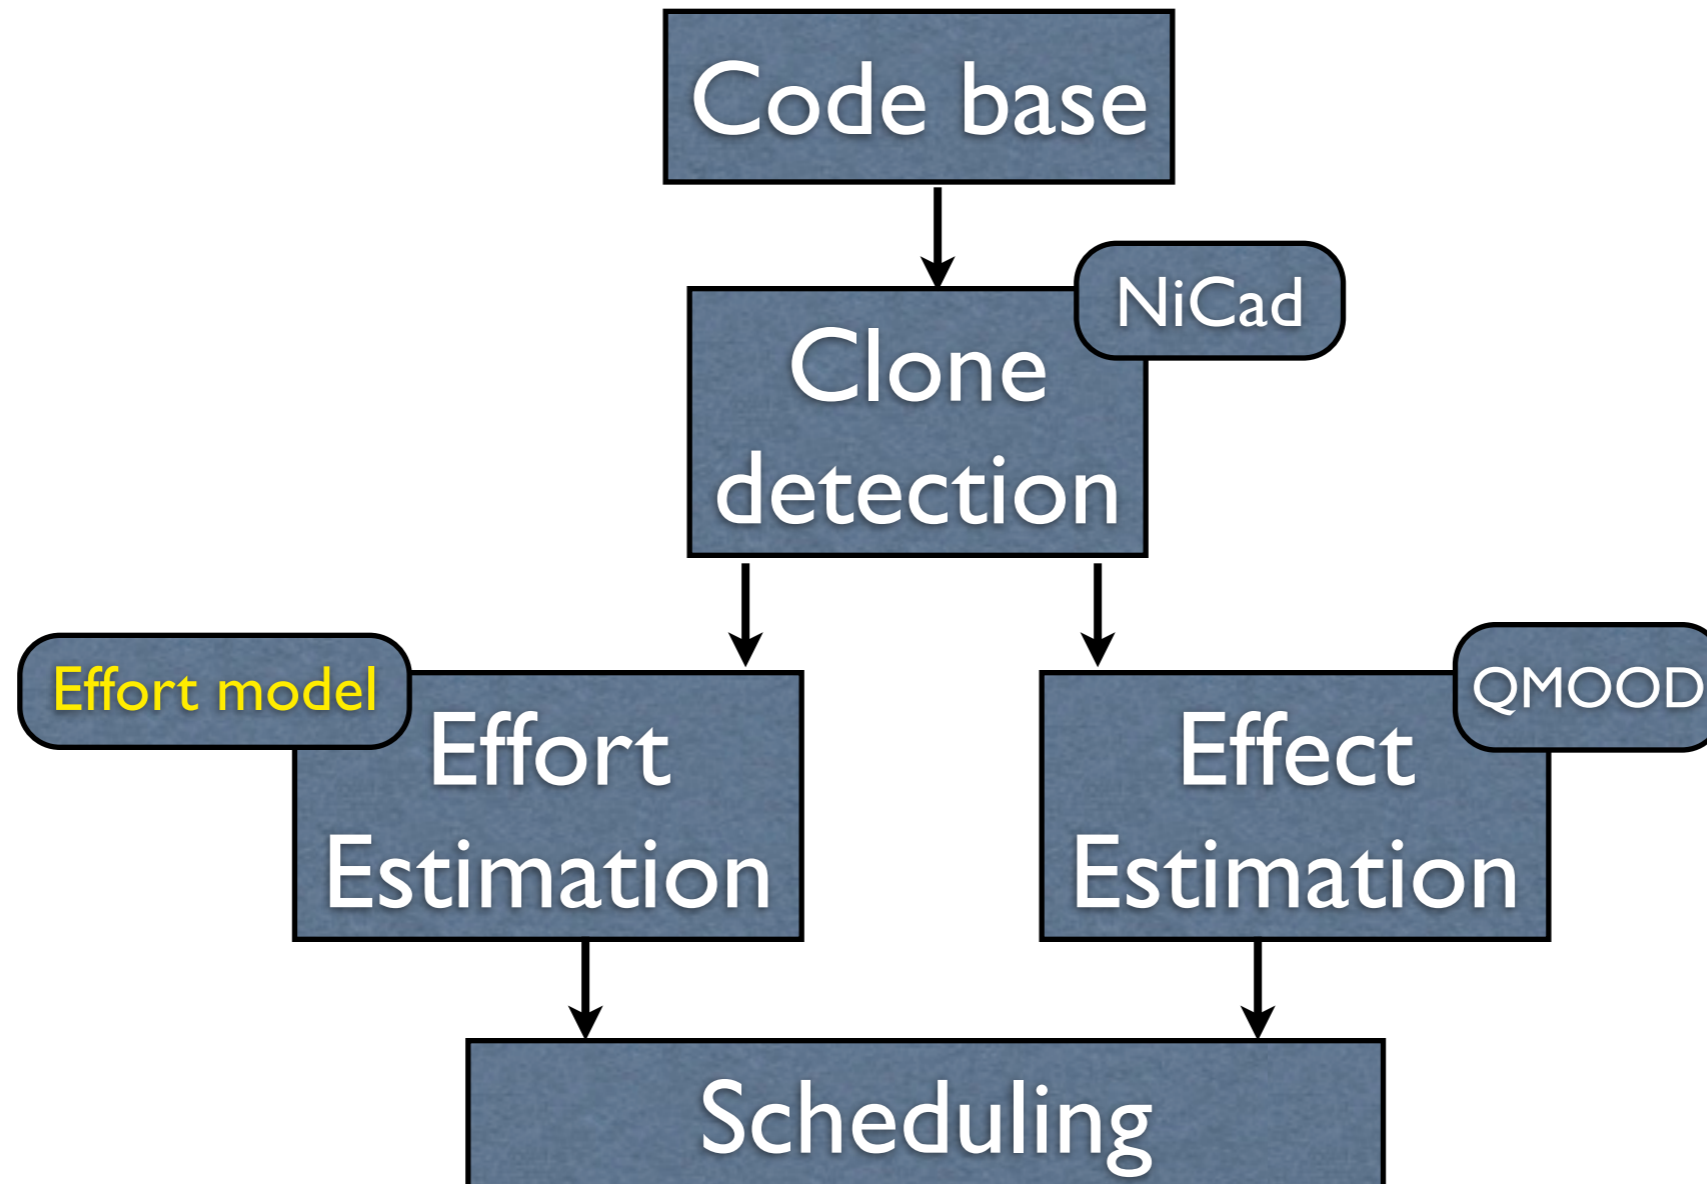 Code base
NiCad
Clone
detection
Effort model
Effort
Estimation
QMOOD
Effect
Estimation
Scheduling